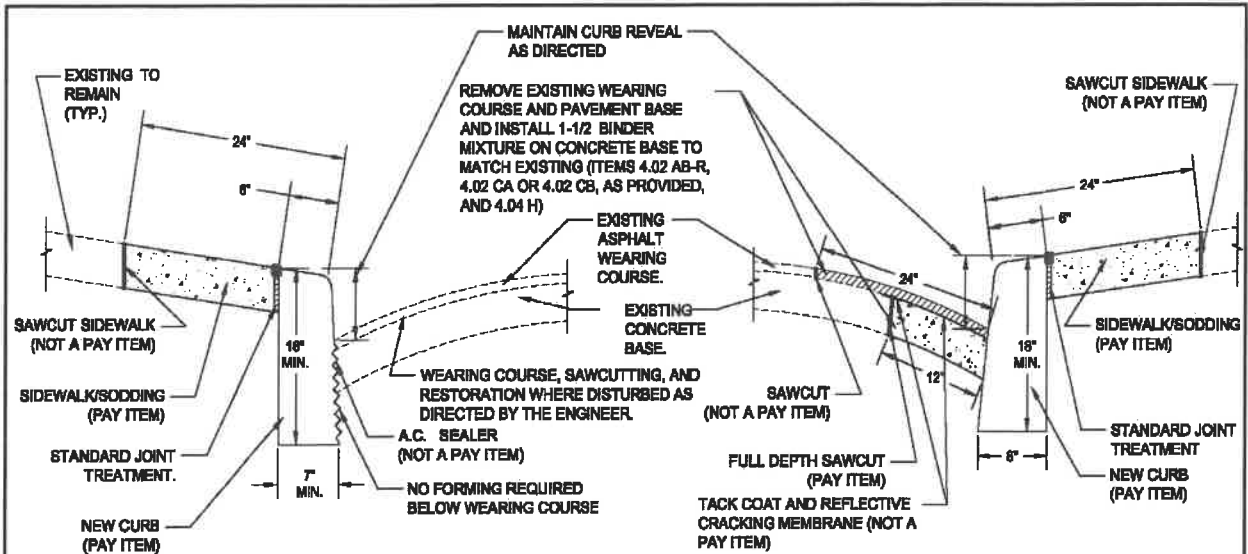 MAINTAIN CURB REVEAL
AS DIRECTED
EXISTING TO
REMAIN
(TYP.)
24"
6"
REMOVE EXISTING WEARING
COURSE AND PAVEMENT BASE
AND INSTALL 1-1/2 BINDER
MIXTURE ON CONCRETE BASE TO
MATCH EXISTING (ITEMS 4.02 AB-R,
4.02 CA OR 4.02 CB, AS PROVIDED,
AND 4.04 H)
SAWCUT SIDEWALK
(NOT A PAY ITEM)
24"
6"
EXISTING
ASPHALT
WEARING
COURSE.
EXISTING
CONCRETE
BASE.
24"
12"
SAWCUT SIDEWALK
(NOT A PAY ITEM)
SIDEWALK/SODDING
(PAY ITEM)
STANDARD JOINT
TREATMENT.
NEW CURB
(PAY ITEM)
18"
MIN.
7"
MIN.
WEARING COURSE, SAWCUTTING, AND
RESTORATION WHERE DISTURBED AS
DIRECTED BY THE ENGINEER.
A.C. SEALER
(NOT A PAY ITEM)
NO FORMING REQUIRED
BELOW WEARING COURSE
SAWCUT
(NOT A PAY ITEM)
FULL DEPTH SAWCUT
(PAY ITEM)
TACK COAT AND REFLECTIVE
CRACKING MEMBRANE (NOT A
PAY ITEM)
18"
MIN.
8"
SIDEWALK/SODDING
(PAY ITEM)
STANDARD JOINT
TREATMENT
NEW CURB
(PAY ITEM)